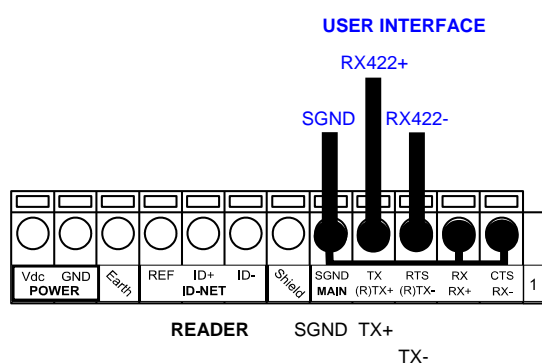 USER INTERFACE
RX422+
SGND RX422-
Vdc GND Earth REF ID+ ID- Shield SGND TX RTS RX CTS
POWER ID-NET MAIN (R)TX+ (R)TX- RX+ RX- 1
READER SGND TX+
TX-